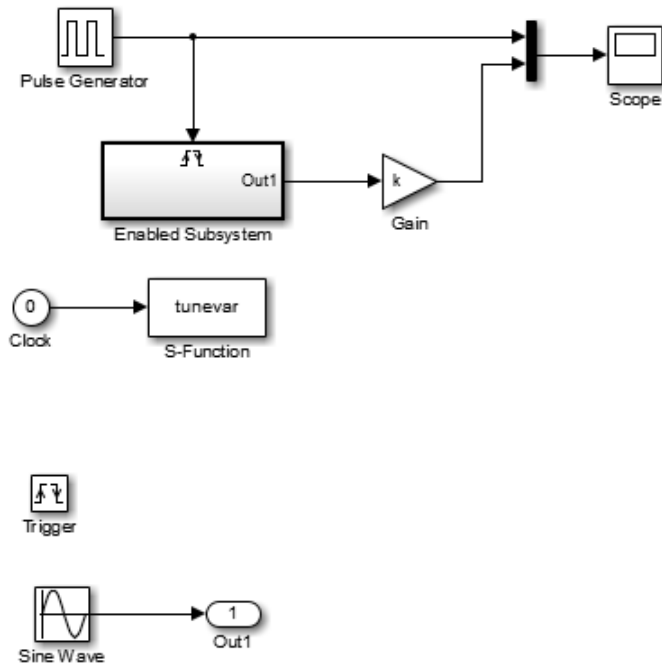 Pulse Generator
Scope
Out1
Enabled Subsystem
k
Gain
0
Clock
tunevar
S-Function
Trigger
Sine Wave
1
Out1